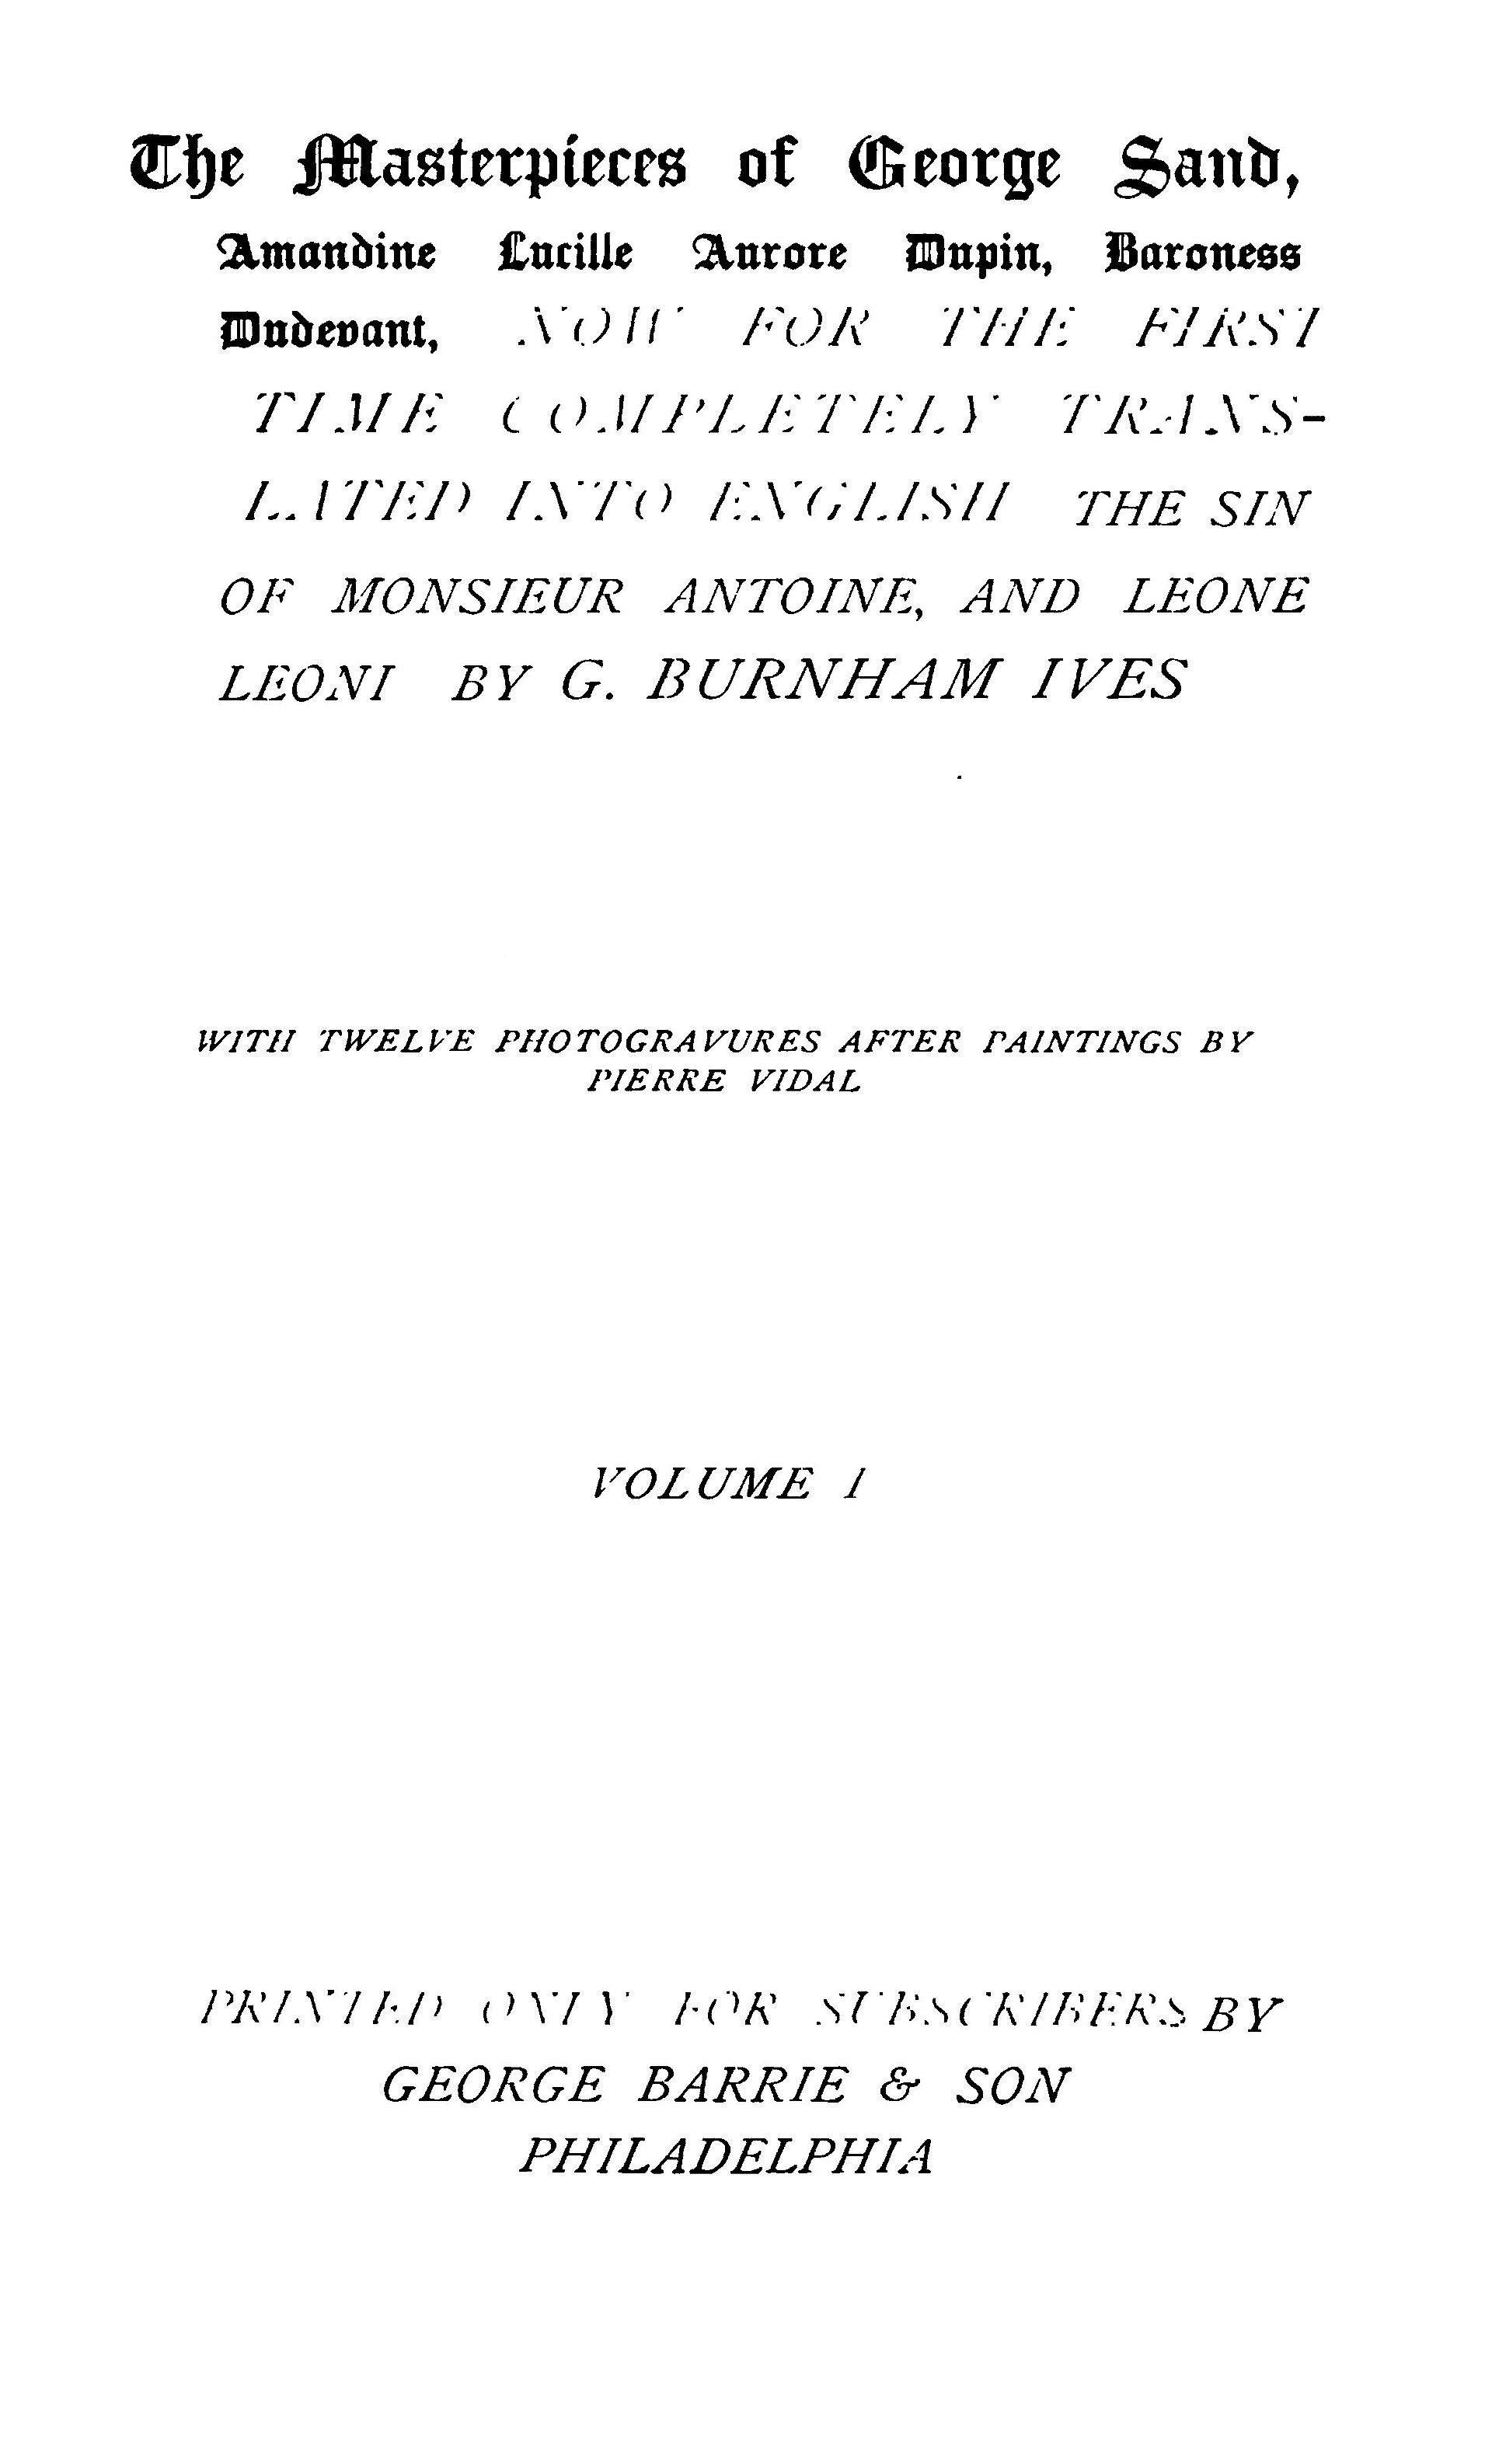 The Masterpieces of George Sand,
Amandine Lucille Aurore Dupin, Baroness
Dudevant, NOW FOR THE FIRST
TIME COMPLETELY TRANS-
LATED INTO ENGLISH THE SIN
OF MONSIEUR ANTOINE, AND LEONE
LEONI BY G. BURNHAM IVES
WITH TWELVE PHOTOGRAVURES AFTER PAINTINGS BY
PIERRE VIDAL
VOLUME I
PRINTED ONLY FOR SUBSCRIBERS BY
GEORGE BARRIE & SON
PHILADELPHIA